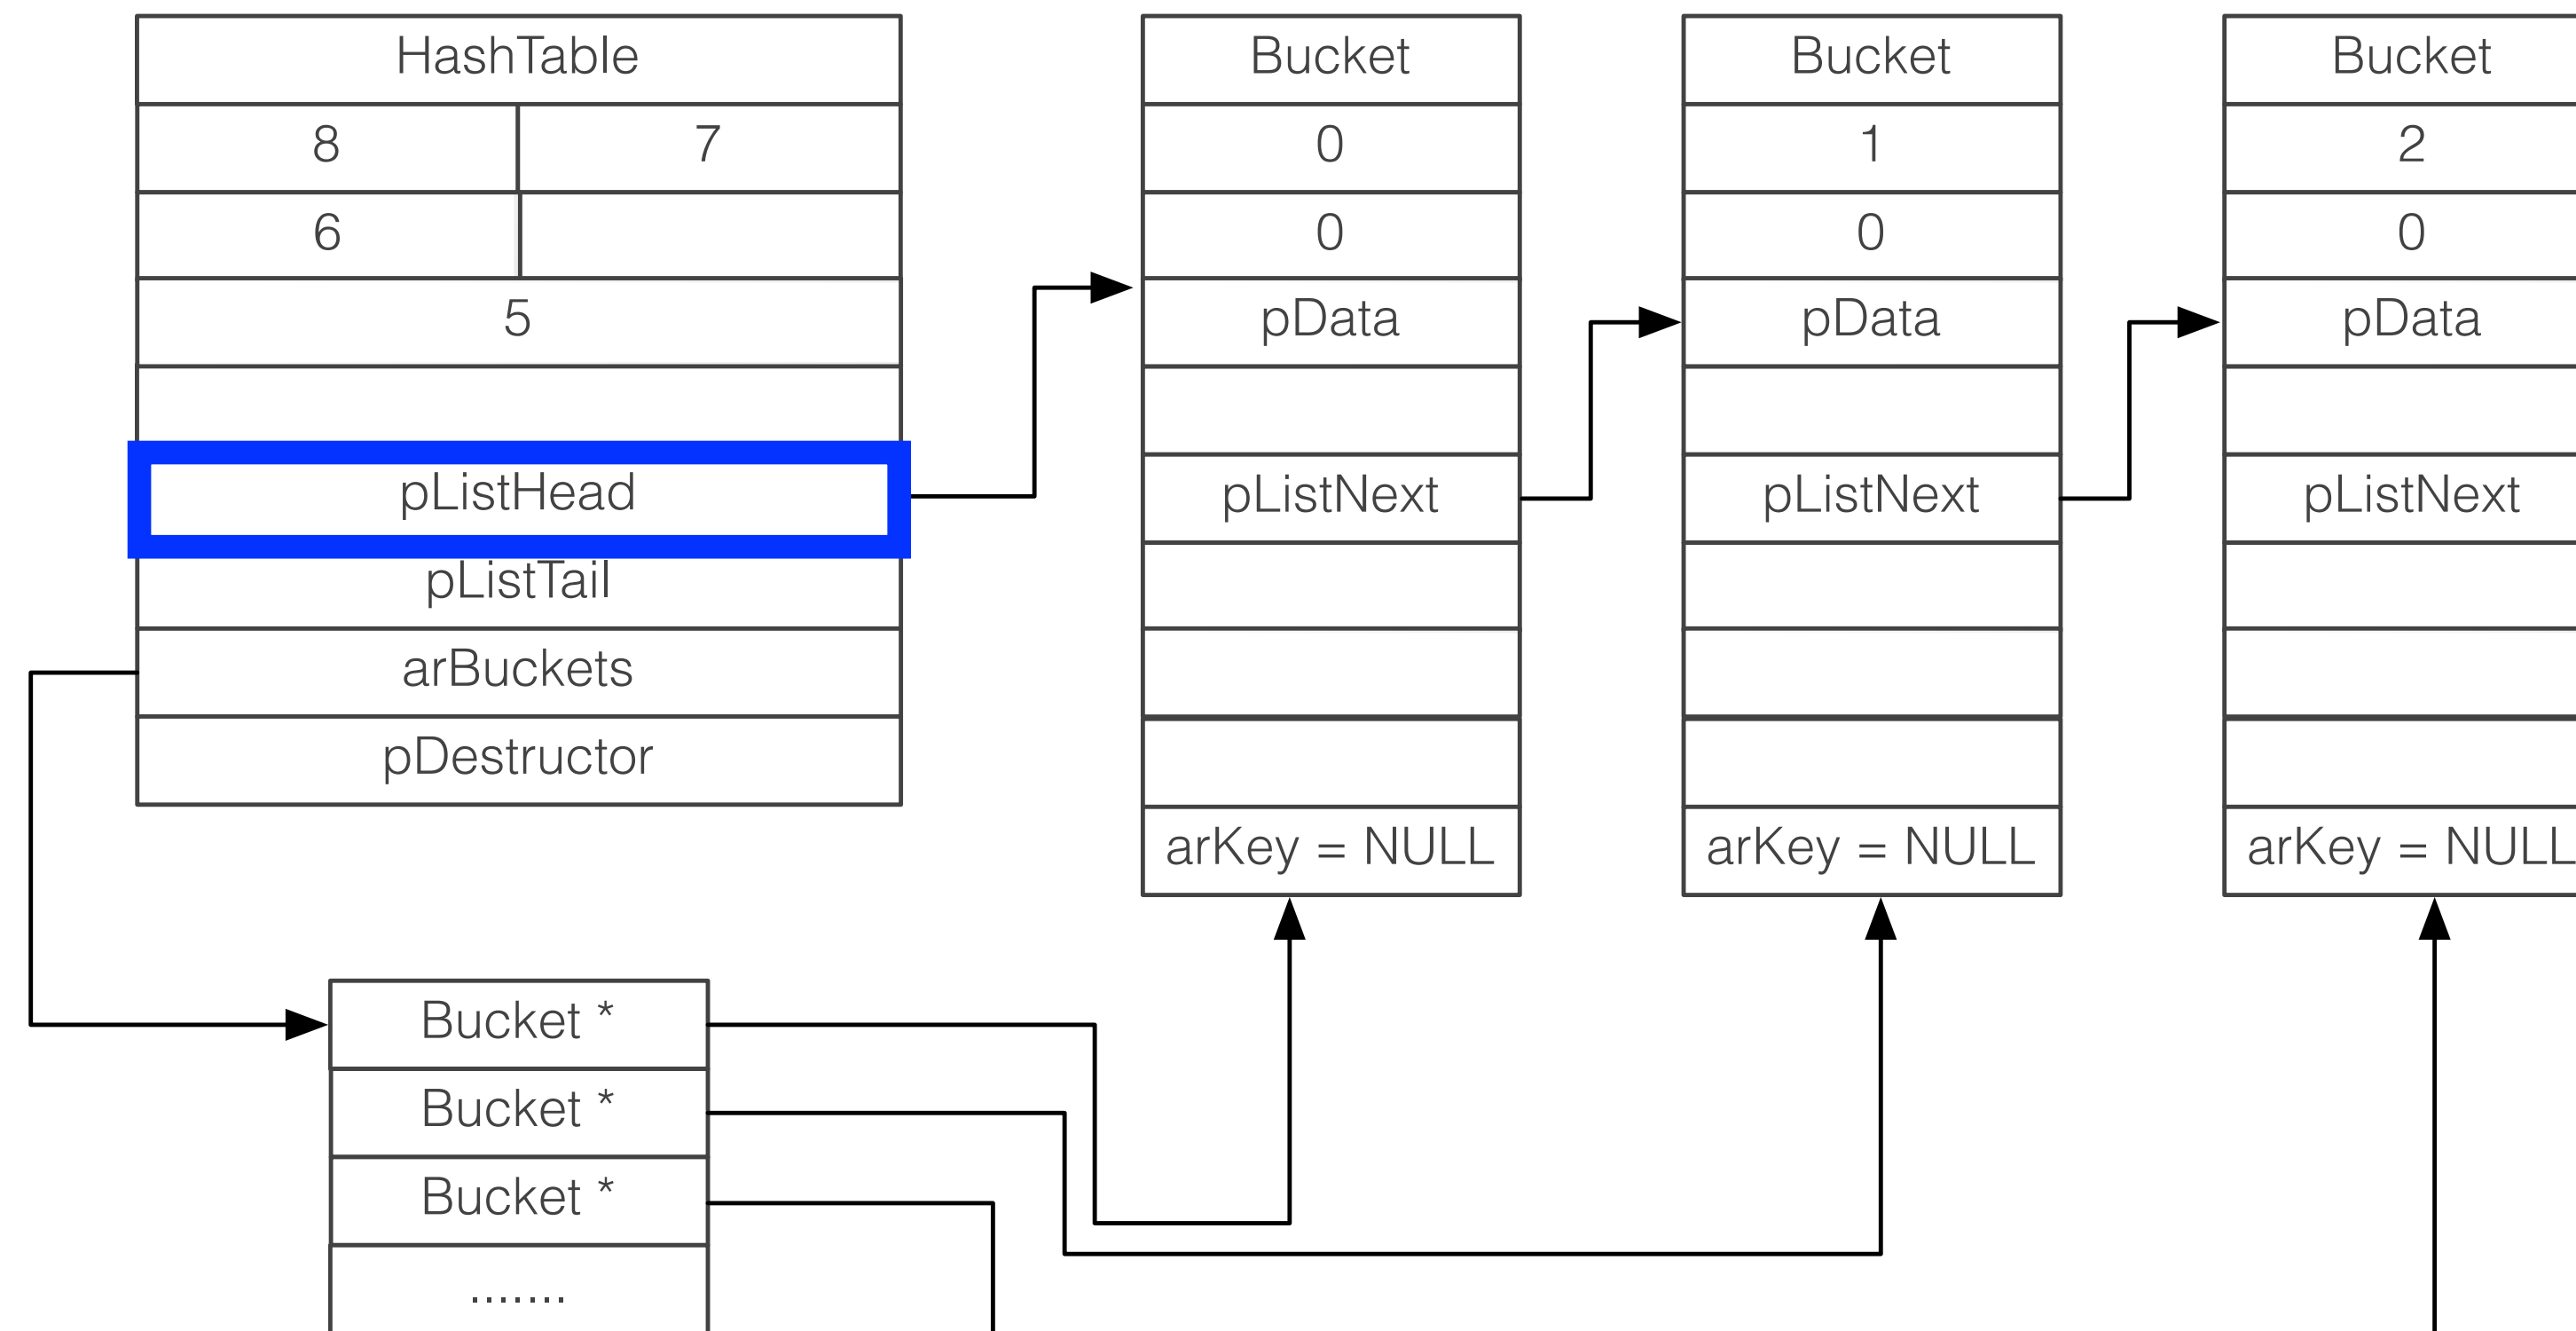 HashTable
8 7
6
5
pListHead
pListTail
arBuckets
pDestructor
Bucket
0
0
pData
pListNext
arKey = NULL
Bucket
1
0
pData
pListNext
arKey = NULL
Bucket
2
0
pData
pListNext
arKey = NULL
Bucket *
Bucket *
Bucket *
.......